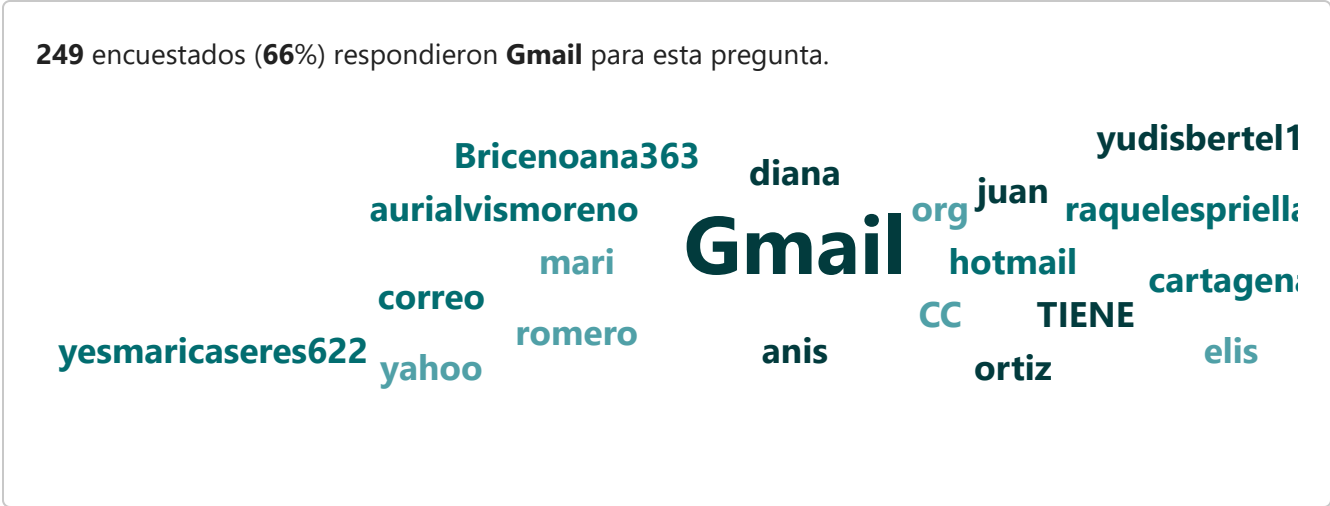 249 encuestados (66%) respondieron Gmail para esta pregunta.
yudisbertel1
Bricenoana363
diana
juan
aurialvismoreno
org
raquelespriella
Gmail
mari
hotmail
cartagena
correo
CC
TIENE
romero
yesmaricaseres622
anis
elis
yahoo
ortiz